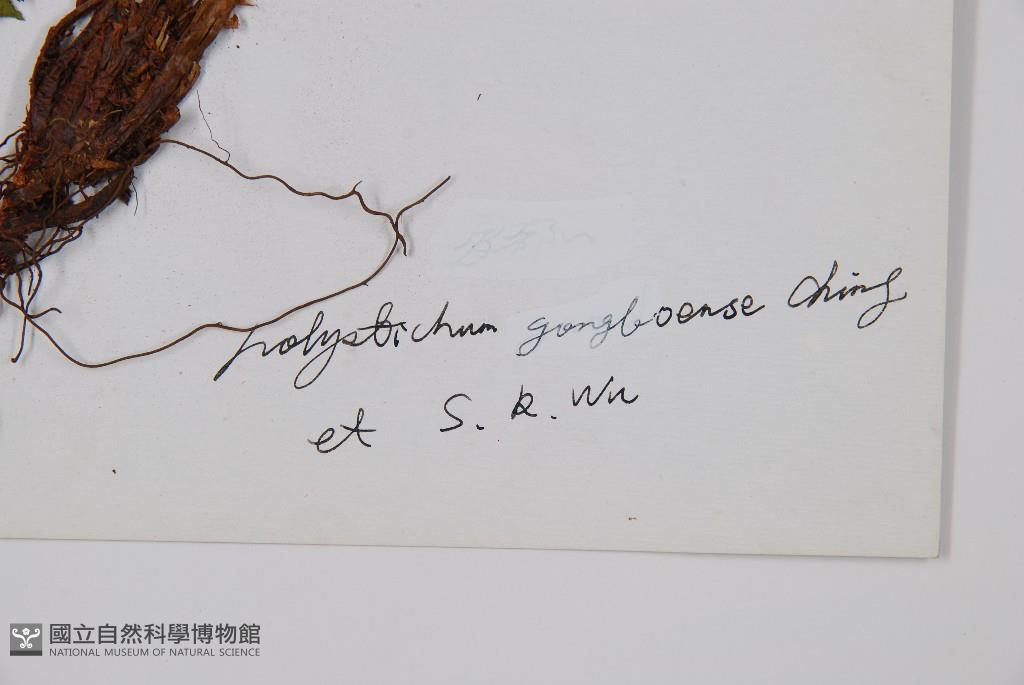 polystichum gongboense Ching
et S. K. Wu
國立自然科學博物館
NATIONAL MUSEUM OF NATURAL SCIENCE